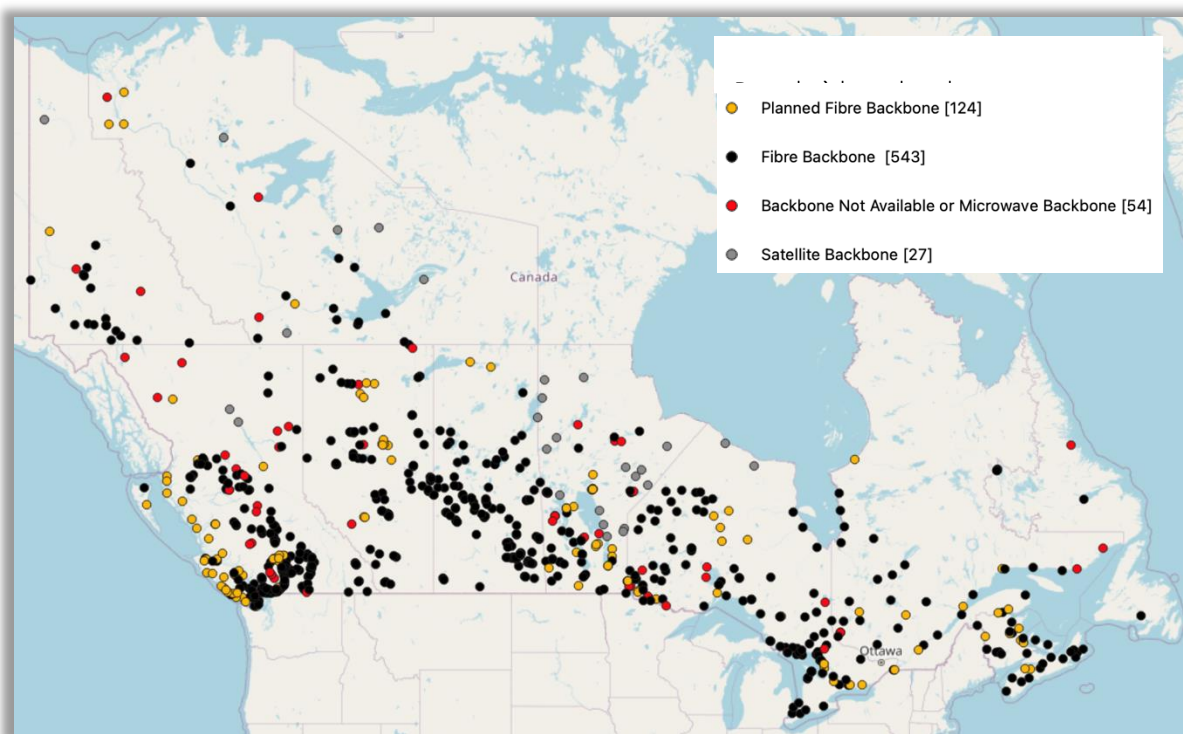 Planned Fibre Backbone [124]
Fibre Backbone [543]
Backbone Not Available or Microwave Backbone [54]
Satellite Backbone [27]
Canada
Ottawa